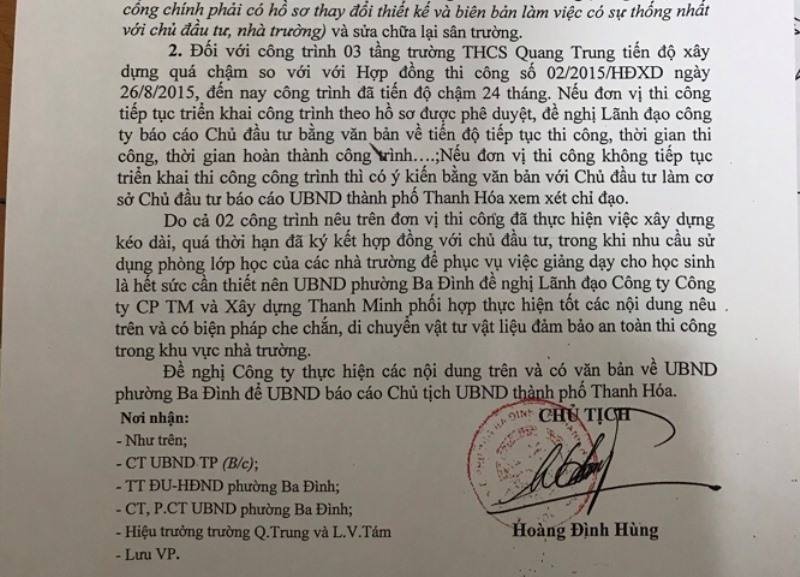 cổng chính phải có hồ sơ thay đổi thiết kế và biên bản làm việc có sự thống nhất
với chủ đầu tư, nhà trường) và sửa chữa lại sân trường.
2. Đối với công trình 03 tầng trường THCS Quang Trung tiến độ xây
dựng quá chậm so với với Hợp đồng thi công số 02/2015/HĐXD ngày
26/8/2015, đến nay công trình đã tiến độ chậm 24 tháng. Nếu đơn vị thi công
tiếp tục triển khai công trình theo hồ sơ được phê duyệt, đề nghị Lãnh đạo công
ty báo cáo Chủ đầu tư bằng văn bản về tiến độ tiếp tục thi công, thời gian thi
công, thời gian hoàn thành công trình....;Nếu đơn vị thi công không tiếp tục
triển khai thi công công trình thì có ý kiến bằng văn bản với Chủ đầu tư làm cơ
sở Chủ đầu tư báo cáo UBND thành phố Thanh Hóa xem xét chỉ đạo.
Do cả 02 công trình nêu trên đơn vị thi công đã thực hiện việc xây dựng
kéo dài, quá thời hạn đã ký kết hợp đồng với chủ đầu tư, trong khi nhu cầu sử
dụng phòng lớp học của các nhà trường để phục vụ việc giảng dạy cho học sinh
là hết sức cần thiết nên UBND phường Ba Đình đề nghị Lãnh đạo Công ty Công
ty CP TM và Xây dựng Thanh Minh phối hợp thực hiện tốt các nội dung nêu
trên và có biện pháp che chắn, di chuyển vật tư vật liệu đảm bảo an toàn thi công
trong khu vực nhà trường.
Đề nghị Công ty thực hiện các nội dung trên và có văn bản về UBND
phường Ba Đình để UBND báo cáo Chủ tịch UBND thành phố Thanh Hóa.
Nơi nhận:
- Như trên;
- CT UBND TP (B/c);
- TT ĐU-HĐND phường Ba Đình;
- CT, P.CT UBND phường Ba Đình;
- Hiệu trưởng trường Q.Trung và L.V.Tám
- Lưu VP.
CHỦ TỊCH
Hoàng Đình Hùng